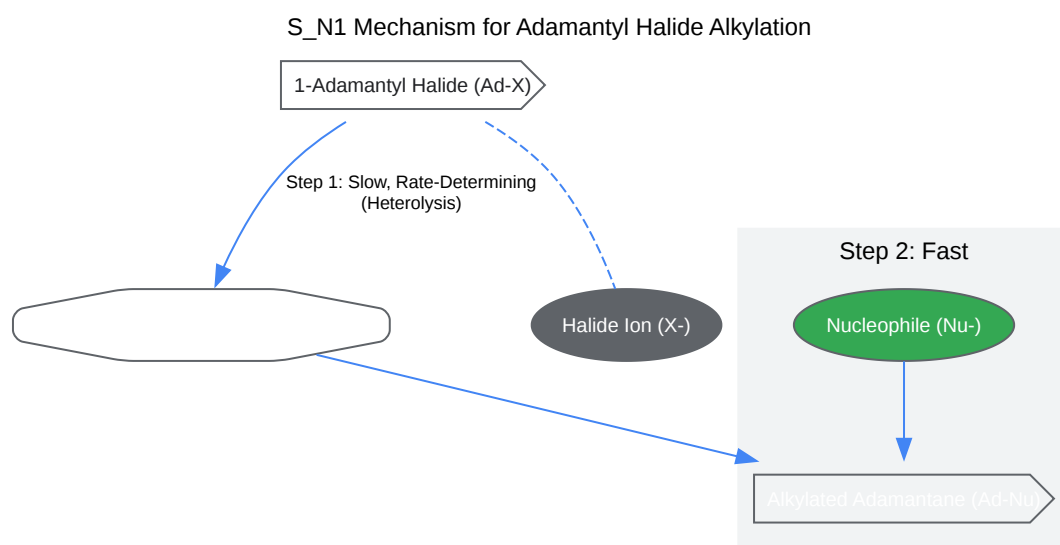 S_N1 Mechanism for Adamantyl Halide Alkylation
1-Adamantyl Halide (Ad-X)
Step 1: Slow, Rate-Determining
(Heterolysis)
Step 2: Fast
Halide Ion (X-)
Nucleophile (Nu-)
Alkylated Adamantane (Ad-Nu)